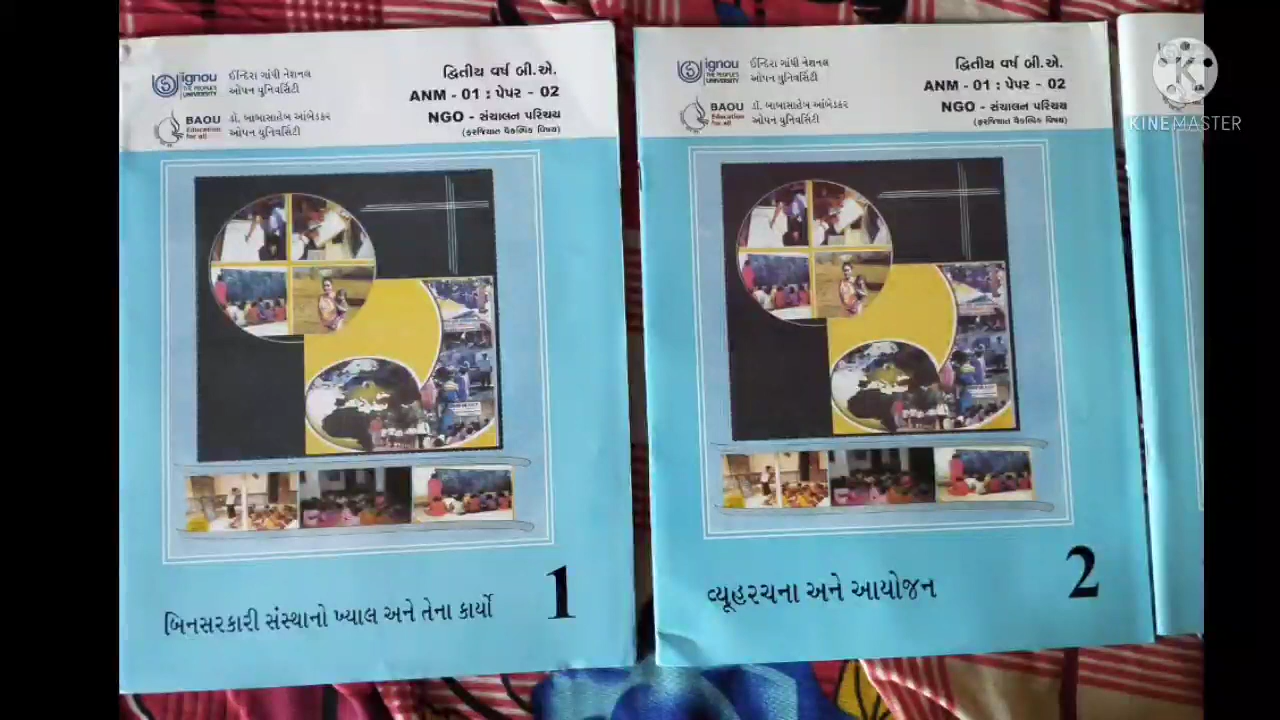 ignou
THE PEOPLE'S
UNIVERSITY
ઈન્દિરા ગાંધી નેશનલ
ઓપન યુનિવર્સિટી
BAOU
Education
for all
ડૉ. બાબાસાહેબ આંબેડકર
ઓપન યુનિવર્સિટી
દ્વિતીય વર્ષ બી.એ.
ANM - 01 : પેપર - 02
NGO - સંચાલન પરિચય
(ફરજિયાત વૈકલ્પિક વિષય)
બિનસરકારી સંસ્થાનો ખ્યાલ અને તેના કાર્યો
1
ignou
THE PEOPLE'S
UNIVERSITY
ઈન્દિરા ગાંધી નેશનલ
ઓપન યુનિવર્સિટી
BAOU
Education
for all
ડૉ. બાબાસાહેબ આંબેડકર
ઓપન યુનિવર્સિટી
દ્વિતીય વર્ષ બી.એ.
ANM - 01 : પેપર - 02
NGO - સંચાલન પરિચય
(ફરજિયાત વૈકલ્પિક વિષય)
વ્યૂહરચના અને આયોજન
2
KINEMASTER